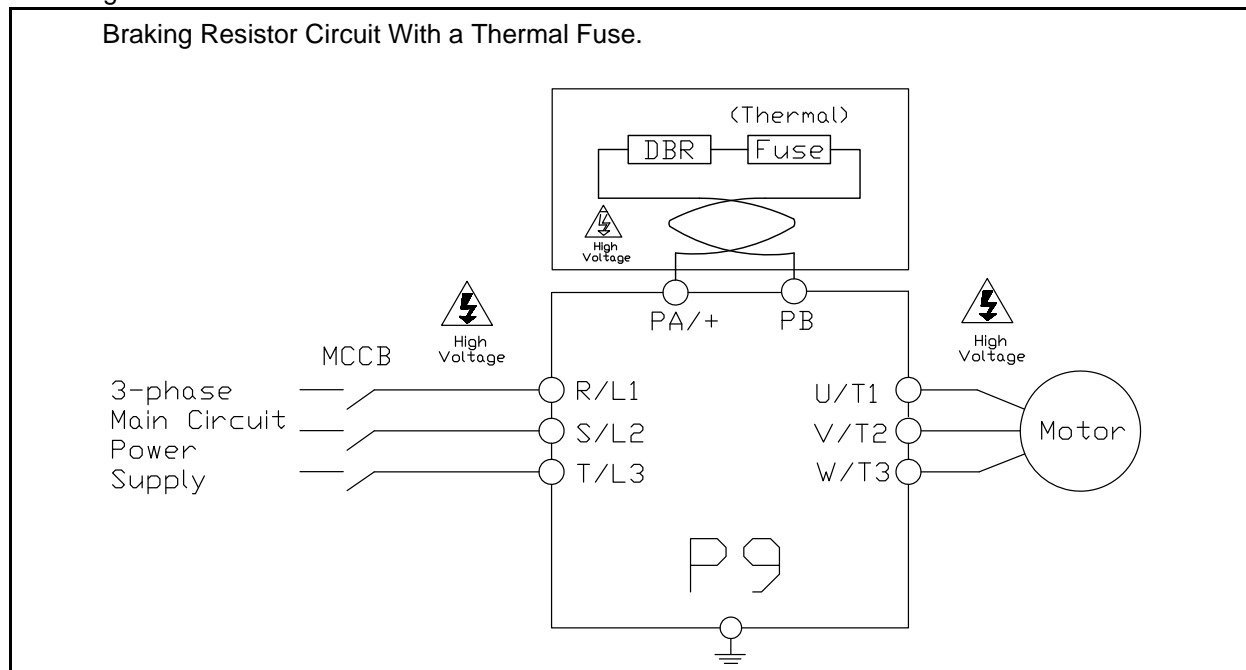 Braking Resistor Circuit With a Thermal Fuse.
(Thermal)
DBR
Fuse
High
Voltage
PA/+
PB
High
Voltage
High
Voltage
MCCB
3-phase
Main Circuit
Power
Supply
R/L1
S/L2
T/L3
U/T1
V/T2
W/T3
Motor
P9